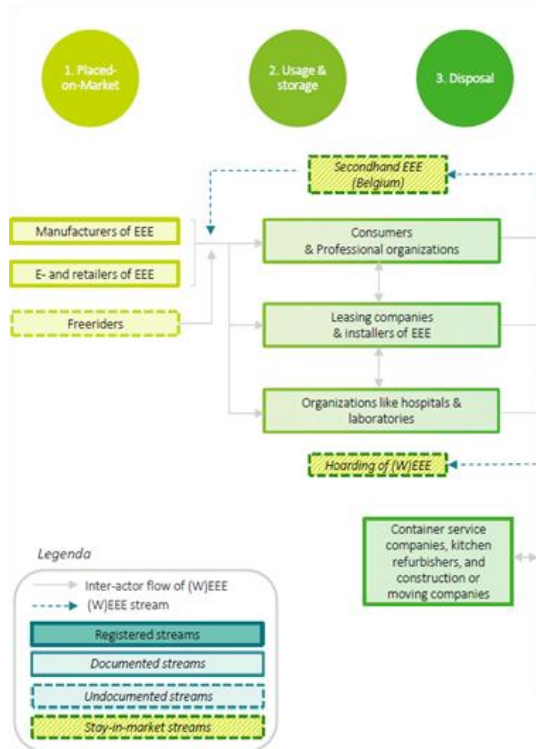 1. Placed-
on-Market
2. Usage &
storage
3. Disposal
Secondhand EEE
(Belgium)
Manufacturers of EEE
E- and retailers of EEE
Freeriders
Consumers
& Professional organizations
Leasing companies
& installers of EEE
Organizations like hospitals &
laboratories
Hoarding of (W)EEE
Container service
companies, kitchen
refurbishers, and
construction or
moving companies
Legenda
Inter-actor flow of (W)EEE
(W)EEE stream
Registered streams
Documented streams
Undocumented streams
Stay-in-market streams